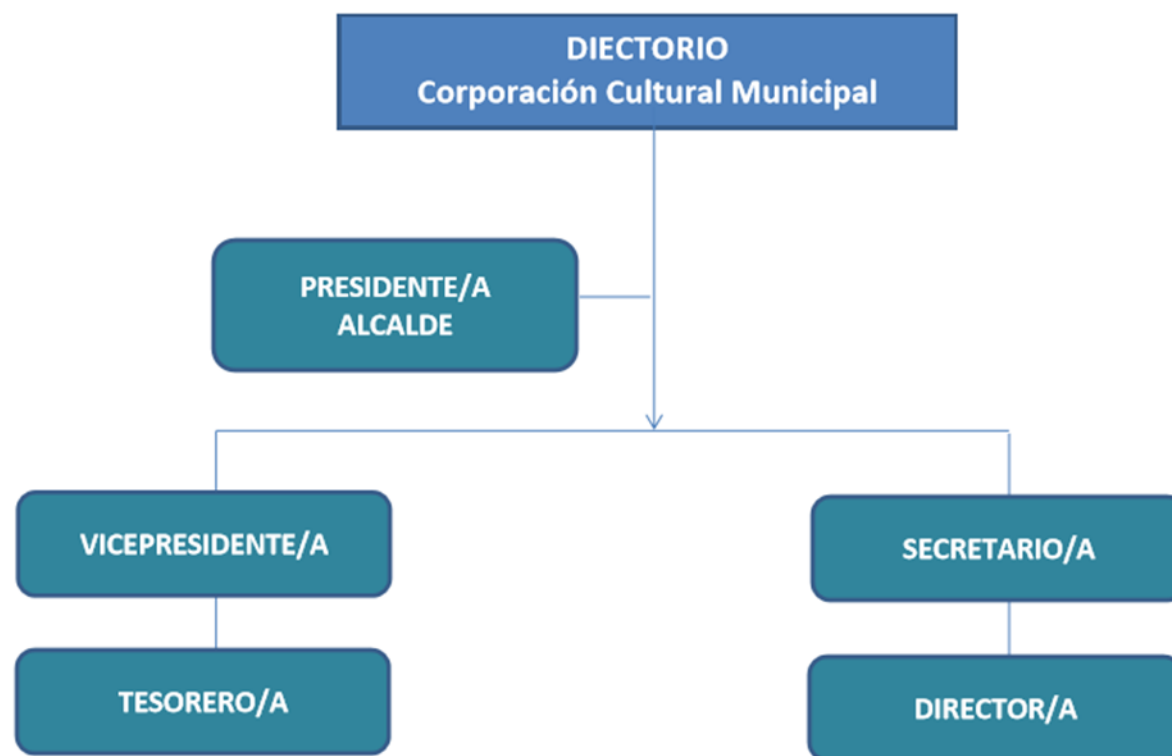 DIECTORIO
Corporación Cultural Municipal
PRESIDENTE/A
ALCALDE
VICEPRESIDENTE/A
SECRETARIO/A
TESORERO/A
DIRECTOR/A